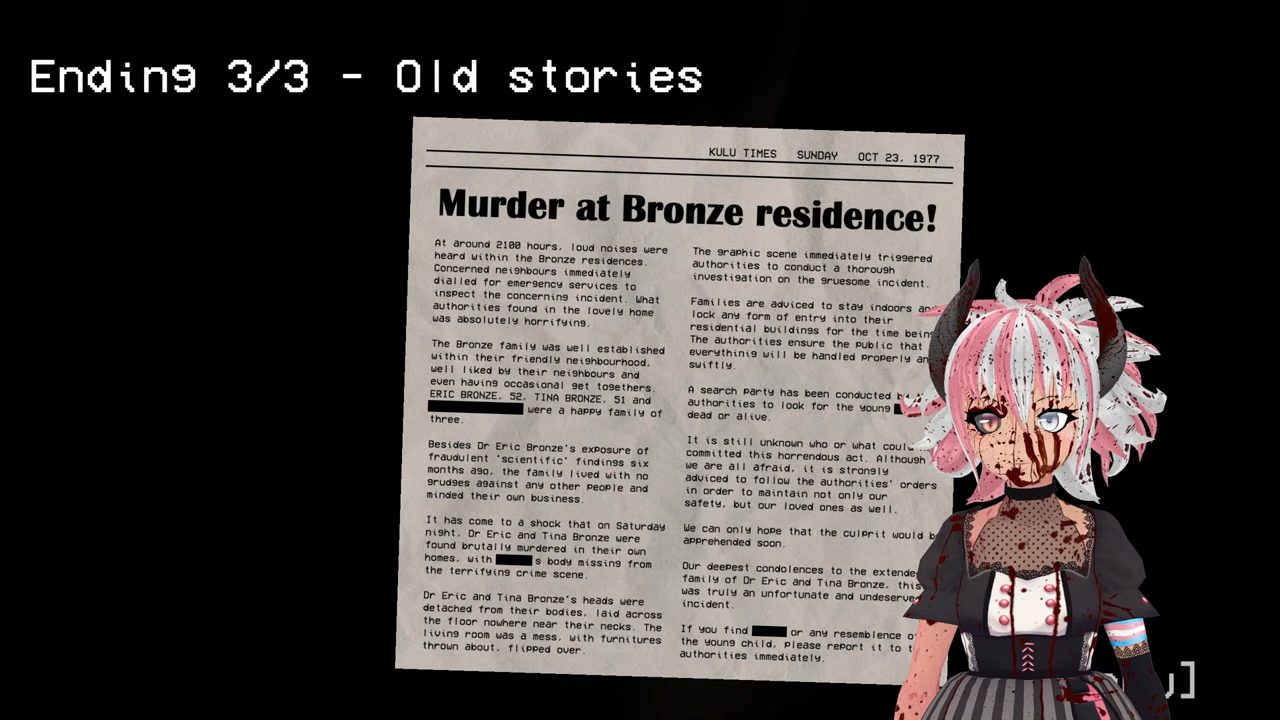 Ending 3/3 - Old stories
KULU TIMES SUNDAY OCT 23, 1977
Murder at Bronze residence!
At around 2100 hours, loud noises were
heard within the Bronze residences.
Concerned neighbours immediately
dialled for emergency services to
inspect the concerning incident. What
authorities found in the lovely home
was absolutely horrifying.
The Bronze family was well established
within their friendly neighbourhood,
well liked by their neighbours and
even having occasional get togethers.
ERIC BRONZE, 52, TINA BRONZE, 51 and
were a happy family of
three.
Besides Dr Eric Bronze's exposure of
fraudulent 'scientific' findings six
months ago, the family lived with no
grudges against any other people and
minded their own business.
It has come to a shock that on Saturday
night, Dr Eric and Tina Bronze were
found brutally murdered in their own
homes, with s body missing from
the terrifying crime scene.
Dr Eric and Tina Bronze's heads were
detached from their bodies, laid across
the floor nowhere near their necks. The
living room was a mess, with furnitures
thrown about, flipped over.
The graphic scene immediately triggered
authorities to conduct a thorough
investigation on the gruesome incident.
Families are adviced to stay indoors and
lock any form of entry into their
residential buildings for the time being
The authorities ensure the public that
everythinig will be handled properly an
swiftly.
A search party has been conducted
authorities to look for the young
dead or alive.
It is still unknown who or what
committed this horrendous act. Although
we are all afraid, it is strongly
adviced to follow the authorities' orders
in order to maintain not only our
safety, but our loved ones as well.
We can only hope that the culprit would
apprehended soon.
Our deepest condolences to the extende
family of Dr Eric and Tina Bronze, this
was truly an unfortunate and undeserve
incident.
If you find or any resemblence
the young child, please report it to
authorities immediately.